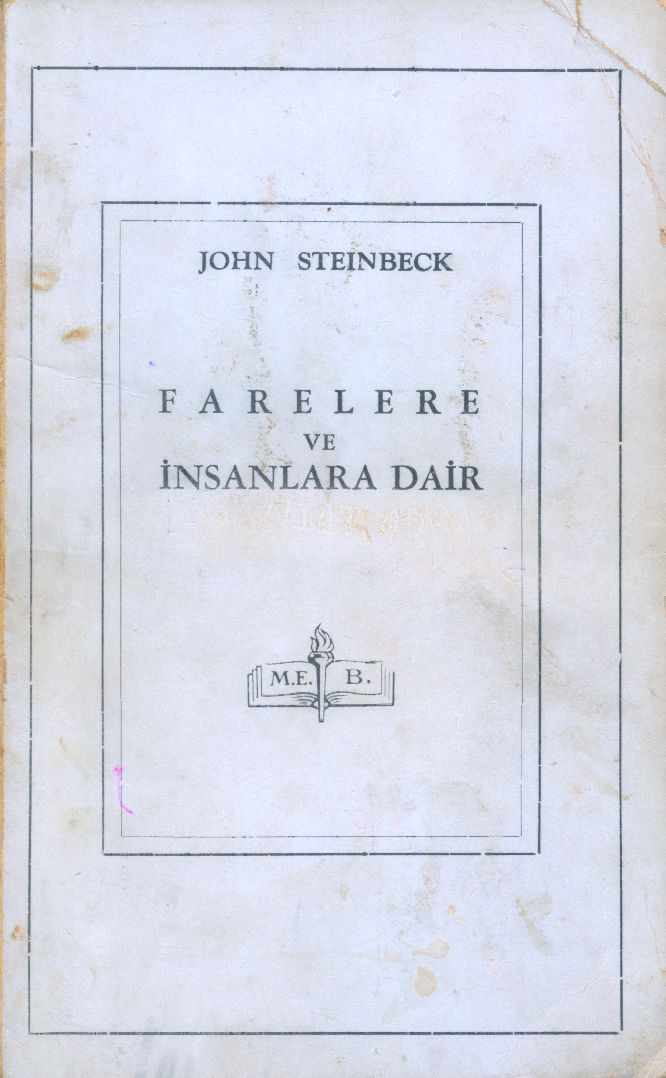 JOHN STEINBECK
FARELERE
VE
İNSANLARA DAİR
M.E. B.